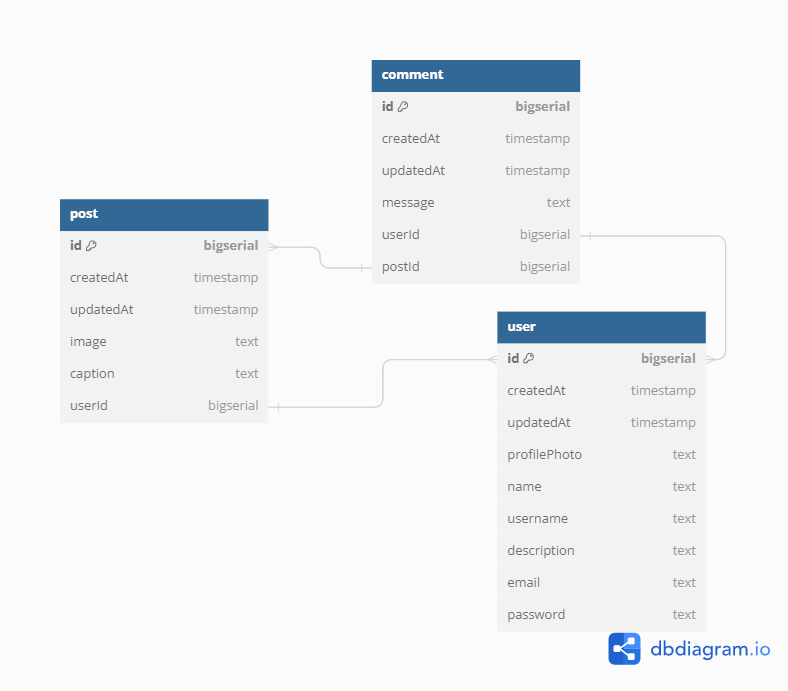 comment
id bigserial
createdAt timestamp
updatedAt timestamp
message text
userId bigserial
postId bigserial
post
id bigserial
createdAt timestamp
updatedAt timestamp
image text
caption text
userId bigserial
user
id bigserial
createdAt timestamp
updatedAt timestamp
profilePhoto text
name text
username text
description text
email text
password text
dbdiagram.io